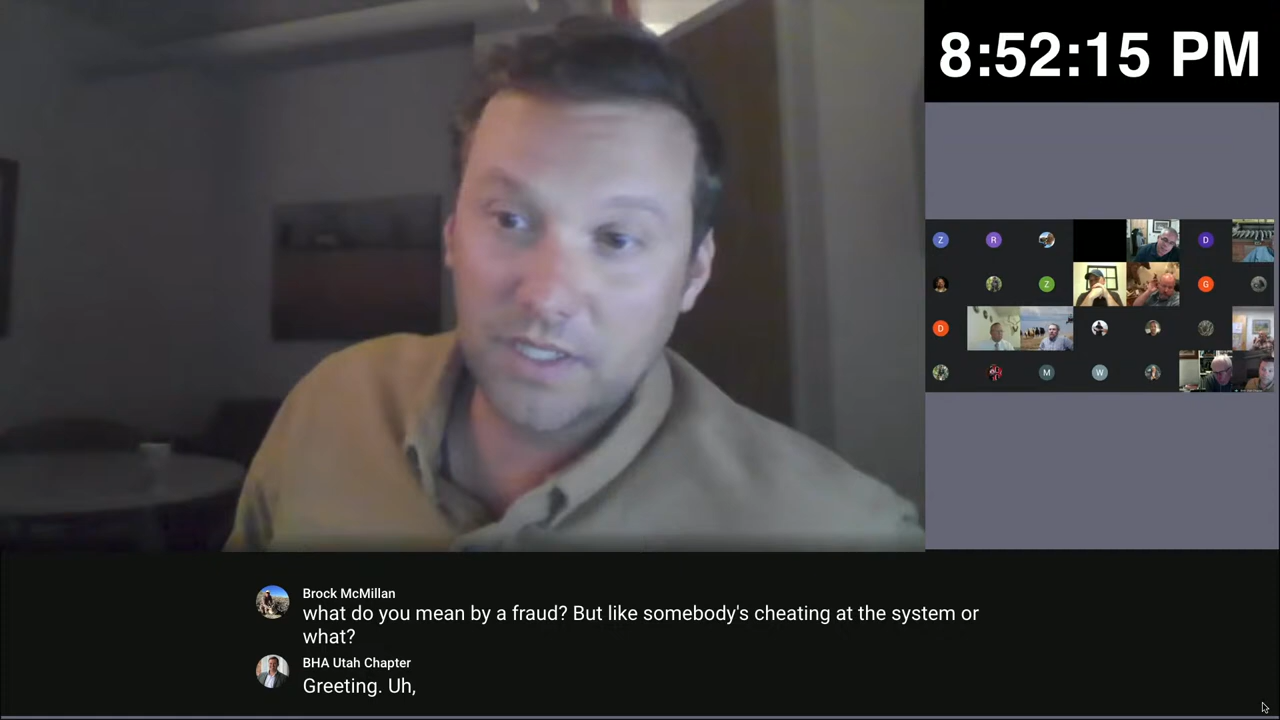 8:52:15 PM
Z
R
D
Z
G
D
M
W
Brock McMillan
what do you mean by a fraud? But like somebody's cheating at the system or
what?
BHA Utah Chapter
Greeting. Uh,